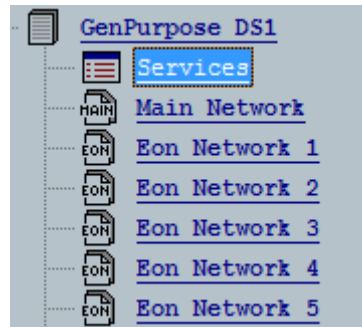 GenPurpose DS1
Services
MAIN Main Network
EON Eon Network 1
EON Eon Network 2
EON Eon Network 3
EON Eon Network 4
EON Eon Network 5